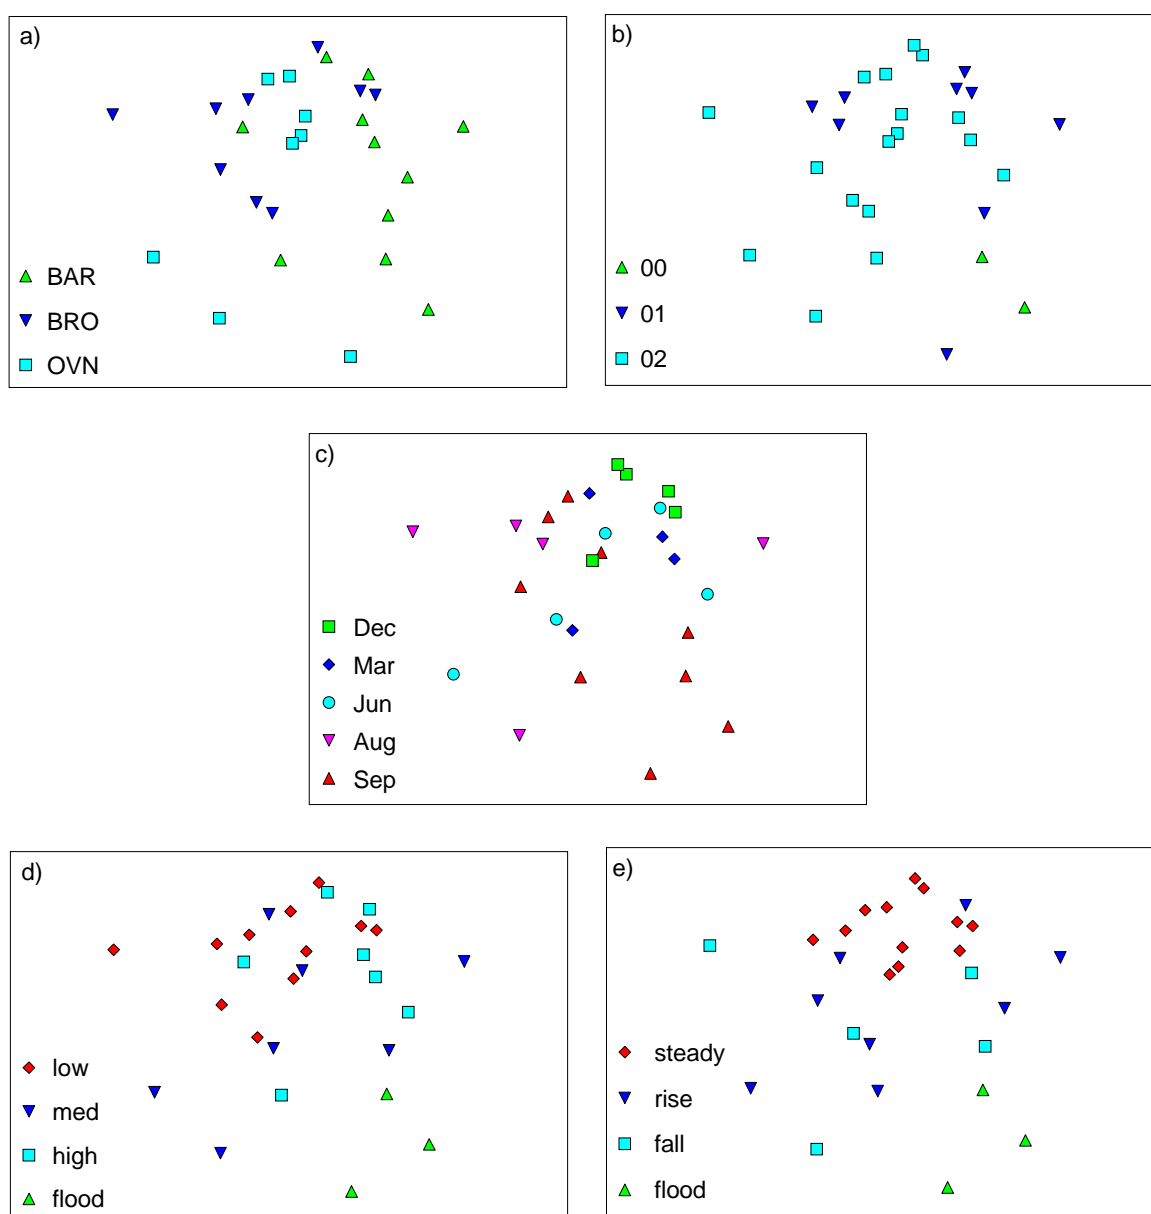 a)
BAR
BRO
OVN
b)
00
01
02
c)
Dec
Mar
Jun
Aug
Sep
d)
low
med
high
flood
e)
steady
rise
fall
flood